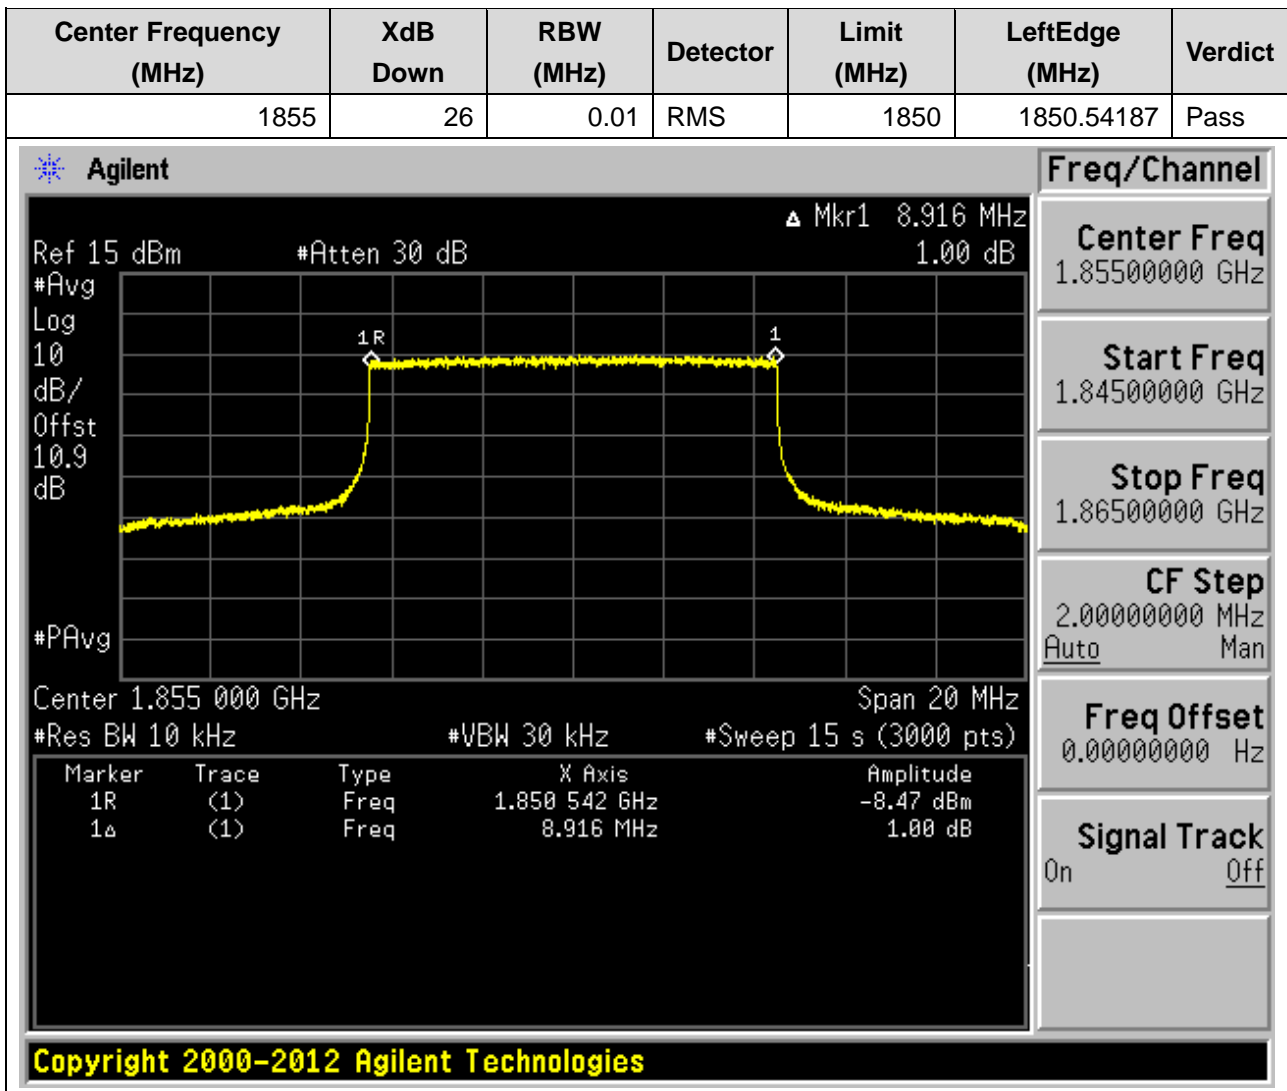 Center Frequency (MHz) XdB Down RBW (MHz) Detector Limit (MHz) LeftEdge (MHz) Verdict
1855 26 0.01 RMS 1850 1850.54187 Pass
Agilent
Freq/Channel
Δ Mkr1 8.916 MHz
Ref 15 dBm #Atten 30 dB 1.00 dB
#Avg
Log
10
dB/
Offst
10.9
dB
#PAvg
1R
1
Center 1.855 000 GHz Span 20 MHz
#Res BW 10 kHz #VBW 30 kHz #Sweep 15 s (3000 pts)
Marker Trace Type X Axis Amplitude
1R (1) Freq 1.850 542 GHz -8.47 dBm
1Δ (1) Freq 8.916 MHz 1.00 dB
Center Freq
1.85500000 GHz
Start Freq
1.84500000 GHz
Stop Freq
1.86500000 GHz
CF Step
2.00000000 MHz
Auto Man
Freq Offset
0.00000000 Hz
Signal Track
On Off
Copyright 2000-2012 Agilent Technologies